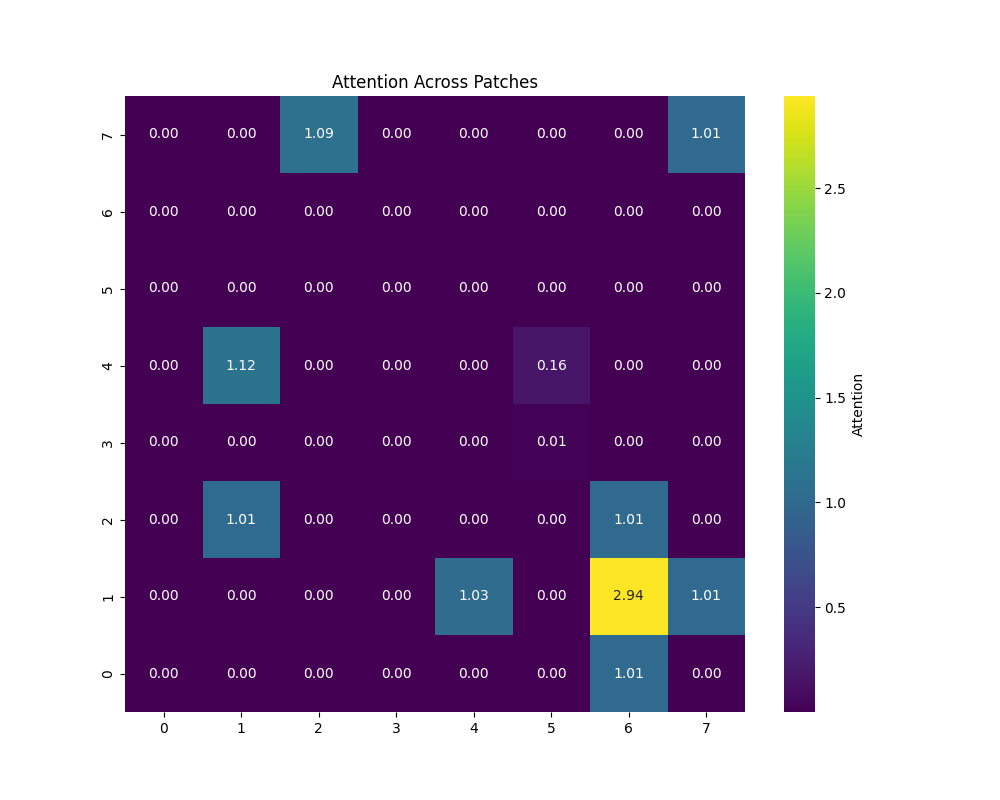 Attention Across Patches
7 0.00 0.00 1.09 0.00 0.00 0.00 0.00 1.01
6 0.00 0.00 0.00 0.00 0.00 0.00 0.00 0.00
5 0.00 0.00 0.00 0.00 0.00 0.00 0.00 0.00
4 0.00 1.12 0.00 0.00 0.00 0.16 0.00 0.00
3 0.00 0.00 0.00 0.00 0.00 0.01 0.00 0.00
2 0.00 1.01 0.00 0.00 0.00 0.00 1.01 0.00
1 0.00 0.00 0.00 0.00 1.03 0.00 2.94 1.01
0 0.00 0.00 0.00 0.00 0.00 0.00 1.01 0.00
0 1 2 3 4 5 6 7
2.5
2.0
1.5
1.0
0.5
Attention